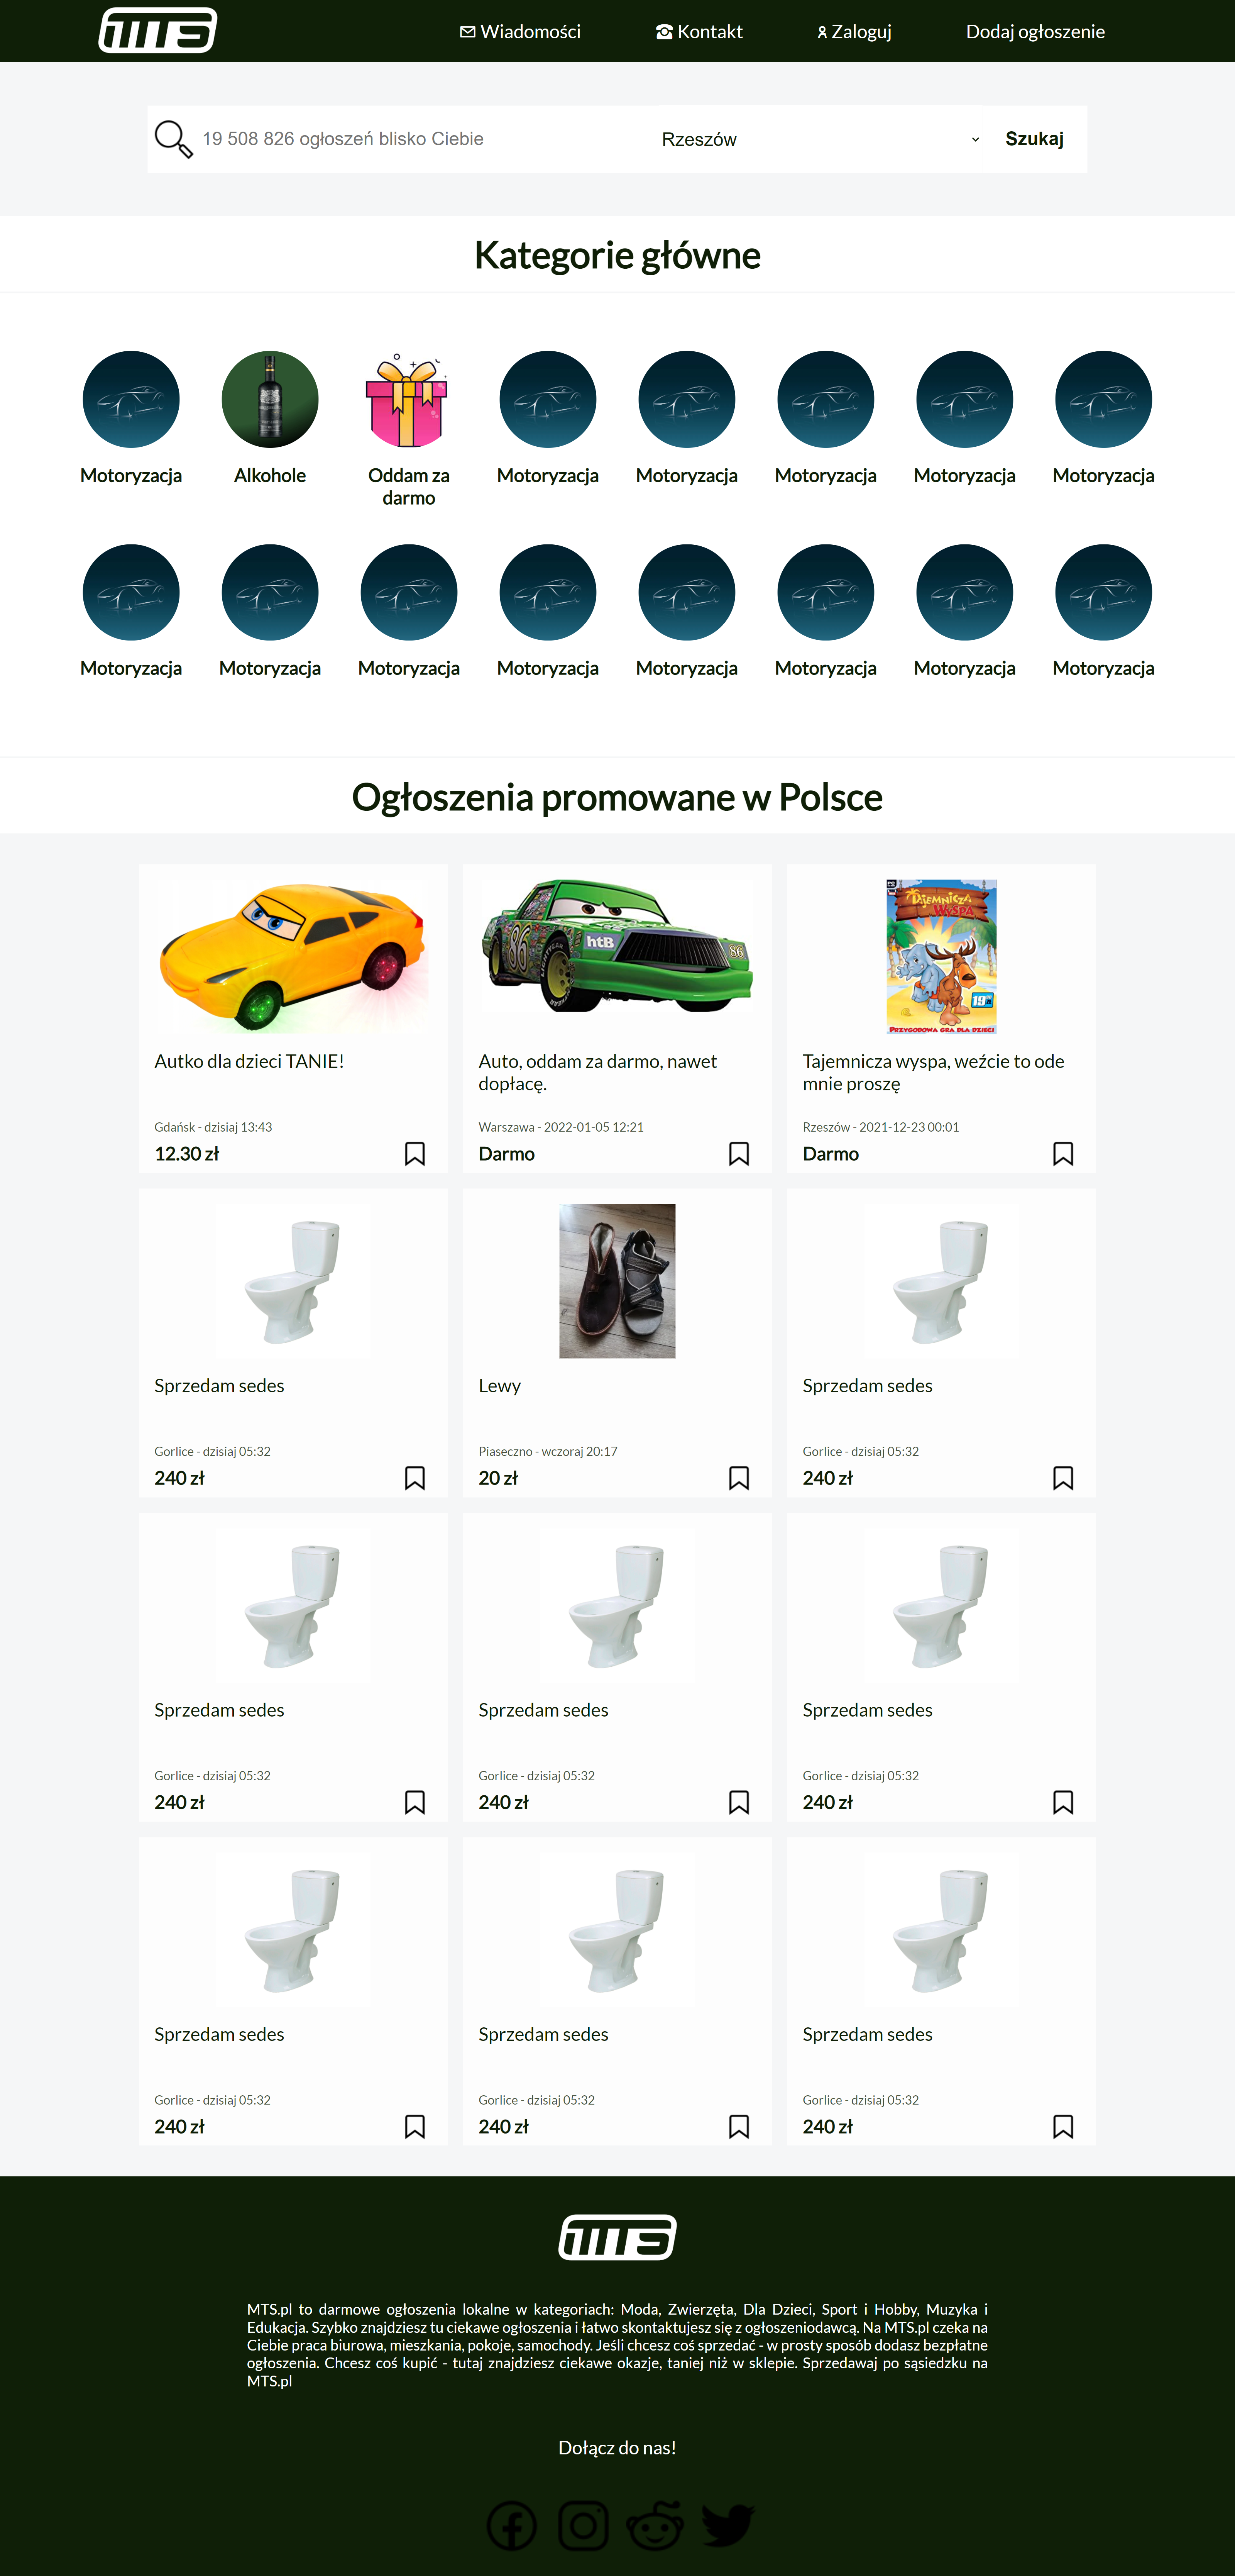 MTS
Wiadomości
Kontakt
Zaloguj
Dodaj ogłoszenie
19 508 826 ogłoszeń blisko Ciebie
Rzeszów
Szukaj
Kategorie główne
Motoryzacja
Alkohole
Oddam za
darmo
Motoryzacja
Motoryzacja
Motoryzacja
Motoryzacja
Motoryzacja
Motoryzacja
Motoryzacja
Motoryzacja
Motoryzacja
Motoryzacja
Motoryzacja
Motoryzacja
Motoryzacja
Ogłoszenia promowane w Polsce
86
htB
86
Tajemnicza
Wyspa
19
PRZYGODOWA GRA DLA DZIECI
Autko dla dzieci TANIE!
Gdańsk - dzisiaj 13:43
12.30 zł
Auto, oddam za darmo, nawet
dopłacę.
Warszawa - 2022-01-05 12:21
Darmo
Tajemnicza wyspa, weźcie to ode
mnie proszę
Rzeszów - 2021-12-23 00:01
Darmo
Sprzedam sedes
Gorlice - dzisiaj 05:32
240 zł
Lewy
Piaseczno - wczoraj 20:17
20 zł
Sprzedam sedes
Gorlice - dzisiaj 05:32
240 zł
Sprzedam sedes
Gorlice - dzisiaj 05:32
240 zł
Sprzedam sedes
Gorlice - dzisiaj 05:32
240 zł
Sprzedam sedes
Gorlice - dzisiaj 05:32
240 zł
Sprzedam sedes
Gorlice - dzisiaj 05:32
240 zł
Sprzedam sedes
Gorlice - dzisiaj 05:32
240 zł
Sprzedam sedes
Gorlice - dzisiaj 05:32
240 zł
MTS
MTS.pl to darmowe ogłoszenia lokalne w kategoriach: Moda, Zwierzęta, Dla Dzieci, Sport i Hobby, Muzyka i
Edukacja. Szybko znajdziesz tu ciekawe ogłoszenia i łatwo skontaktujesz się z ogłoszeniodawcą. Na MTS.pl czeka na
Ciebie praca biurowa, mieszkania, pokoje, samochody. Jeśli chcesz coś sprzedać - w prosty sposób dodasz bezpłatne
ogłoszenia. Chcesz coś kupić - tutaj znajdziesz ciekawe okazje, taniej niż w sklepie. Sprzedawaj po sąsiedzku na
MTS.pl
Dołącz do nas!